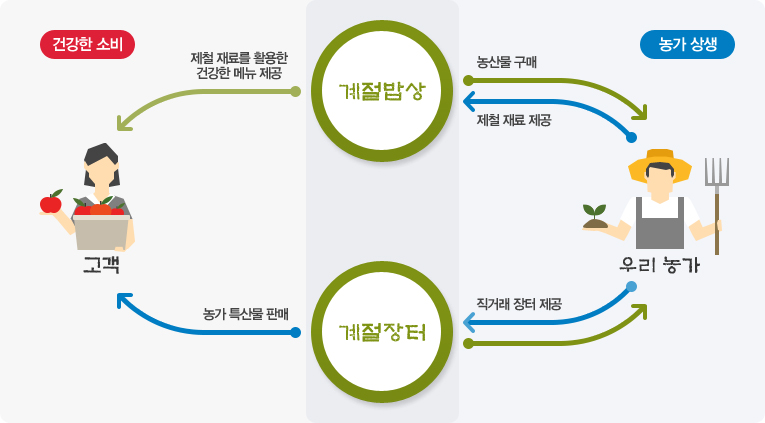 건강한 소비
농가 상생
제철 재료를 활용한
건강한 메뉴 제공
계절밥상
농산물 구매
제철 재료 제공
고객
우리 농가
농가 특산물 판매
계절장터
직거래 장터 제공